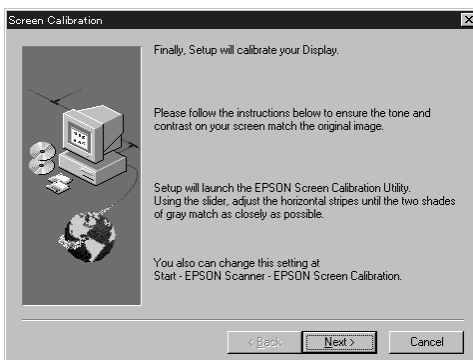 Screen Calibration
Finally, Setup will calibrate your Display.
Please follow the instructions below to ensure the tone and
contrast on your screen match the original image.
Setup will launch the EPSON Screen Calibration Utility.
Using the slider, adjust the horizontal stripes until the two shades
of gray match as closely as possible.
You also can change this setting at
Start - EPSON Scanner - EPSON Screen Calibration.
< Back
Next >
Cancel